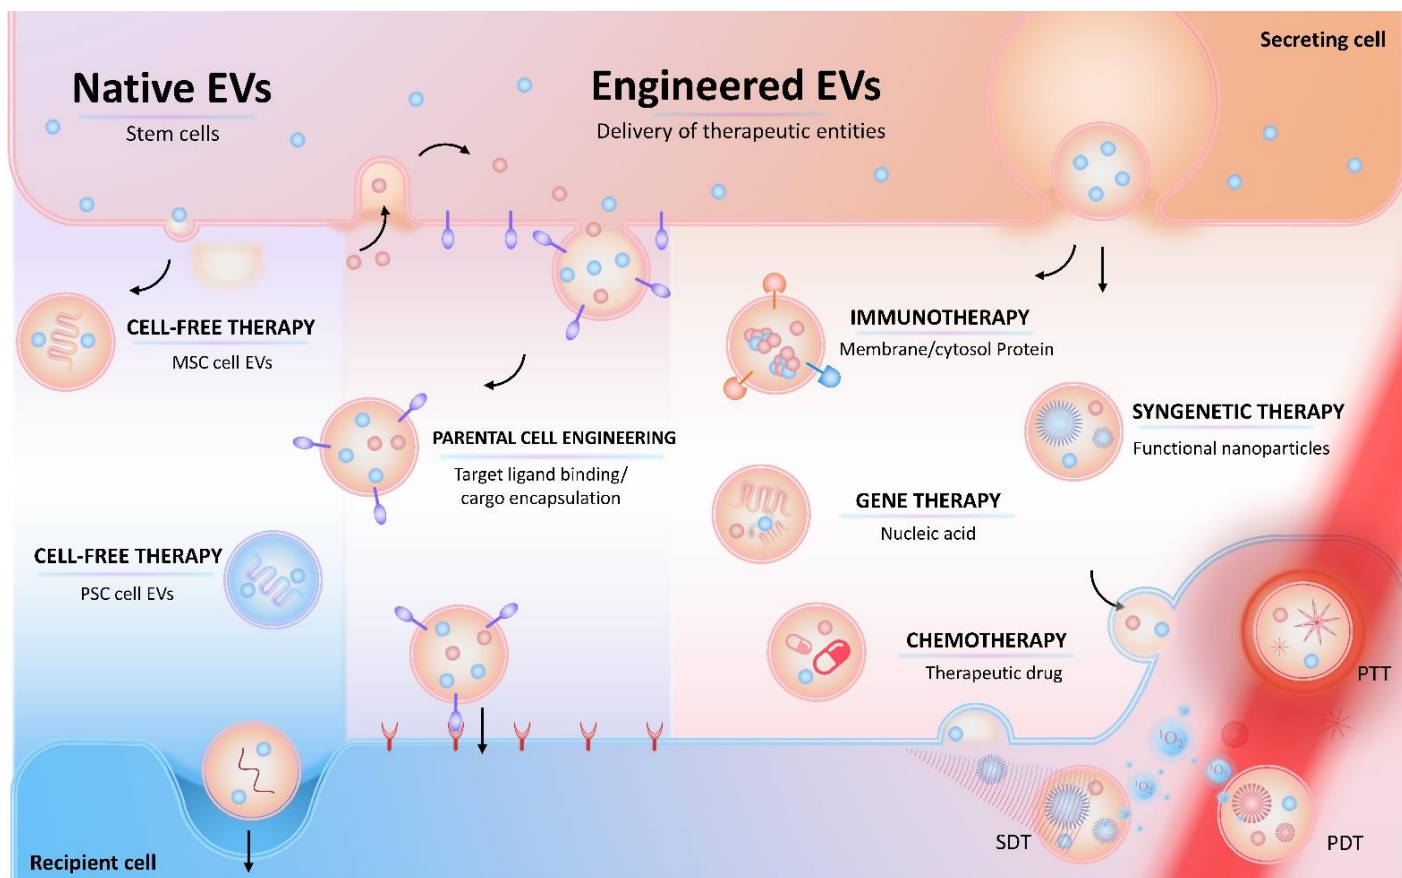 Secreting cell
Native EVs
Stem cells
Engineered EVs
Delivery of therapeutic entities
CELL-FREE THERAPY
MSC cell EVs
IMMUNOTHERAPY
Membrane/cytosol Protein
PARENTAL CELL ENGINEERING
Target ligand binding/
cargo encapsulation
SYNGENETIC THERAPY
Functional nanoparticles
GENE THERAPY
Nucleic acid
CELL-FREE THERAPY
PSC cell EVs
CHEMOTHERAPY
Therapeutic drug
PTT
¹O₂
¹O₂
¹O₂
SDT
PDT
Recipient cell